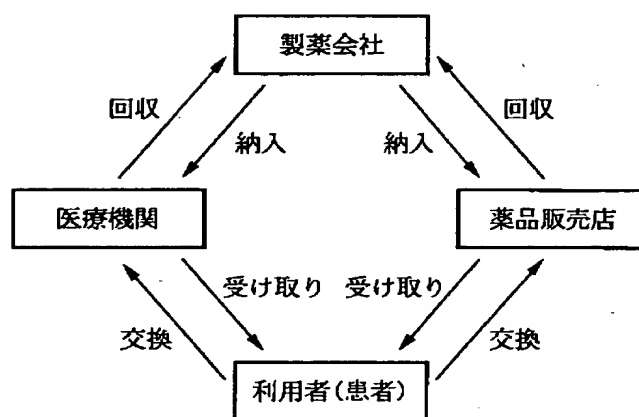 製薬会社
回収
回収
納入
納入
医療機関
薬品販売店
受け取り
受け取り
交換
交換
利用者(患者)